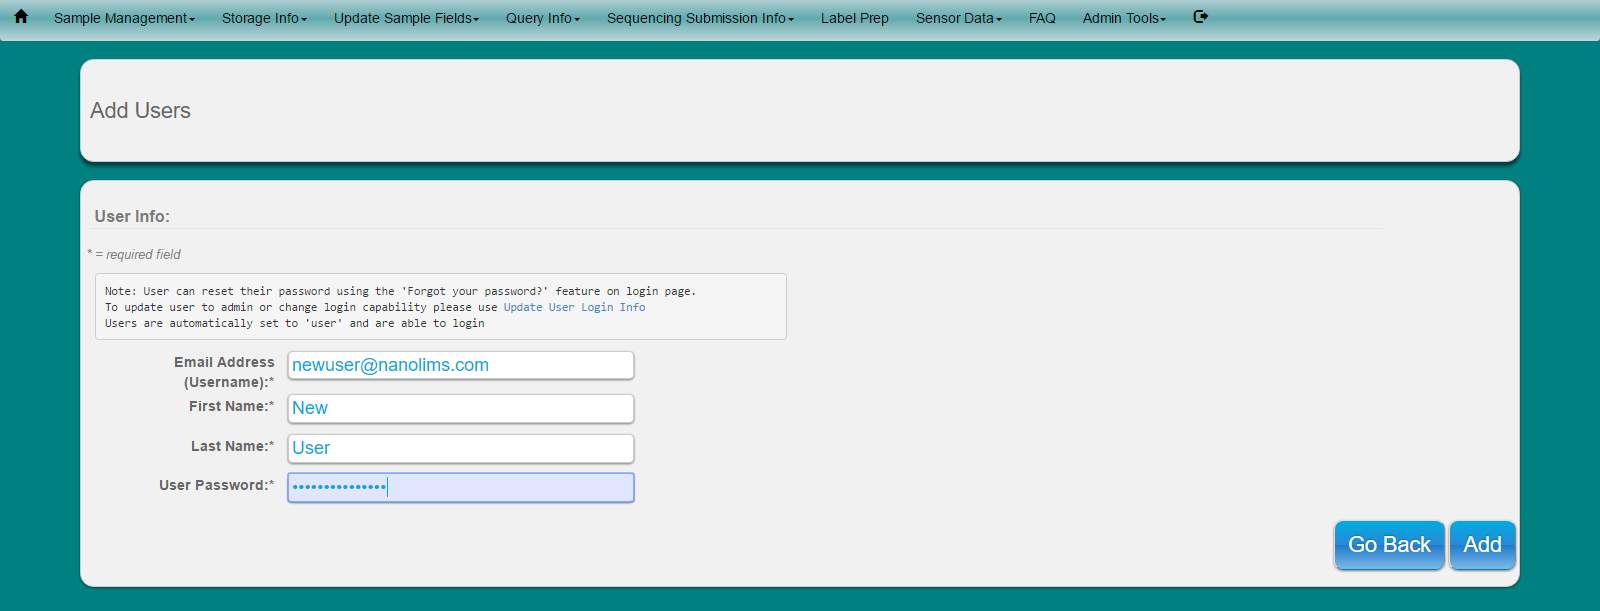 Sample Management Storage Info Update Sample Fields Query Info Sequencing Submission Info Label Prep Sensor Data FAQ Admin Tools
Add Users
User Info:
* = required field
Note: User can reset their password using the 'Forgot your password?' feature on login page.
To update user to admin or change login capability please use Update User Login Info
Users are automatically set to 'user' and are able to login
Email Address
(Username):* newuser@nanolims.com
First Name:* New
Last Name:* User
User Password:* •••••••••••••••
Go Back Add